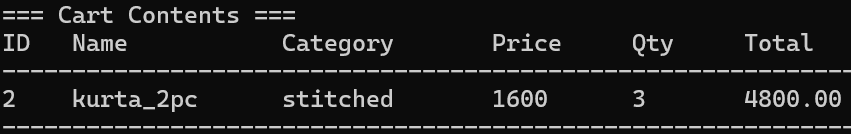 === Cart Contents ===
ID   Name           Category       Price     Qty     Total
-------------------------------------------------------------
2    kurta_2pc      stitched       1600      3       4800.00
-------------------------------------------------------------